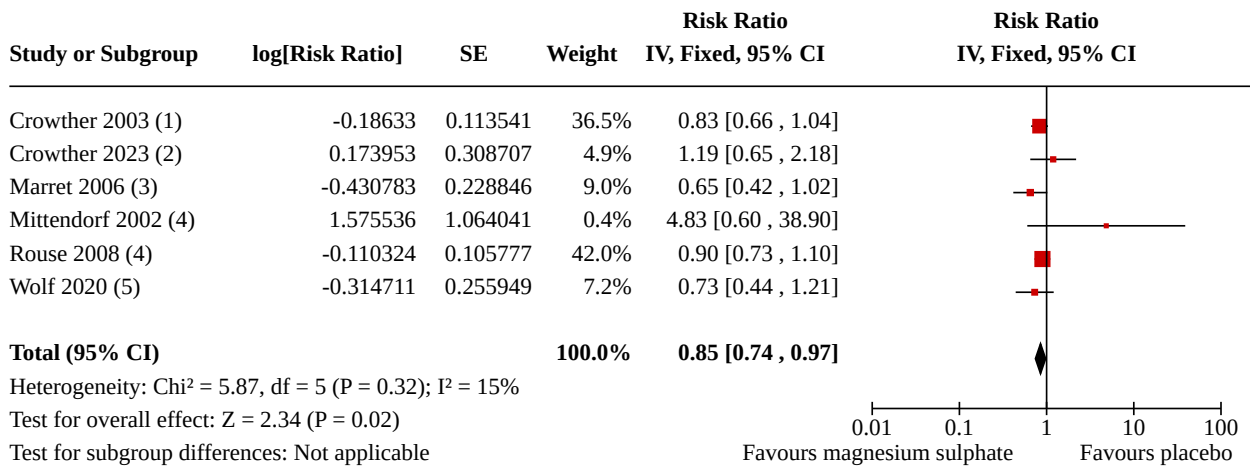 Risk Ratio Risk Ratio
Study or Subgroup log[Risk Ratio] SE Weight IV, Fixed, 95% CI IV, Fixed, 95% CI
Crowther 2003 (1) -0.18633 0.113541 36.5% 0.83 [0.66 , 1.04]
Crowther 2023 (2) 0.173953 0.308707 4.9% 1.19 [0.65 , 2.18]
Marret 2006 (3) -0.430783 0.228846 9.0% 0.65 [0.42 , 1.02]
Mittendorf 2002 (4) 1.575536 1.064041 0.4% 4.83 [0.60 , 38.90]
Rouse 2008 (4) -0.110324 0.105777 42.0% 0.90 [0.73 , 1.10]
Wolf 2020 (5) -0.314711 0.255949 7.2% 0.73 [0.44 , 1.21]
Total (95% CI) 100.0% 0.85 [0.74 , 0.97]
Heterogeneity: Chi² = 5.87, df = 5 (P = 0.32); I² = 15%
Test for overall effect: Z = 2.34 (P = 0.02) 0.01 0.1 1 10 100
Test for subgroup differences: Not applicable Favours magnesium sulphate Favours placebo